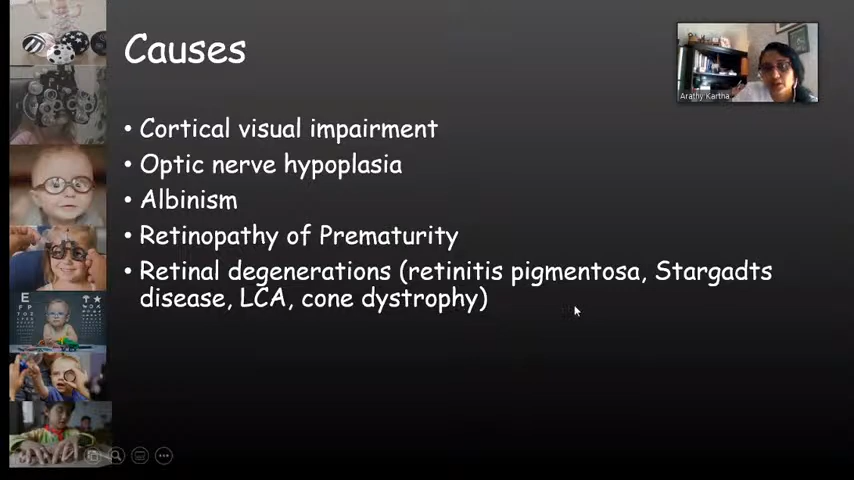 Causes
Arathy Kartha
• Cortical visual impairment
• Optic nerve hypoplasia
• Albinism
• Retinopathy of Prematurity
• Retinal degenerations (retinitis pigmentosa, Stargadts
disease, LCA, cone dystrophy)
E